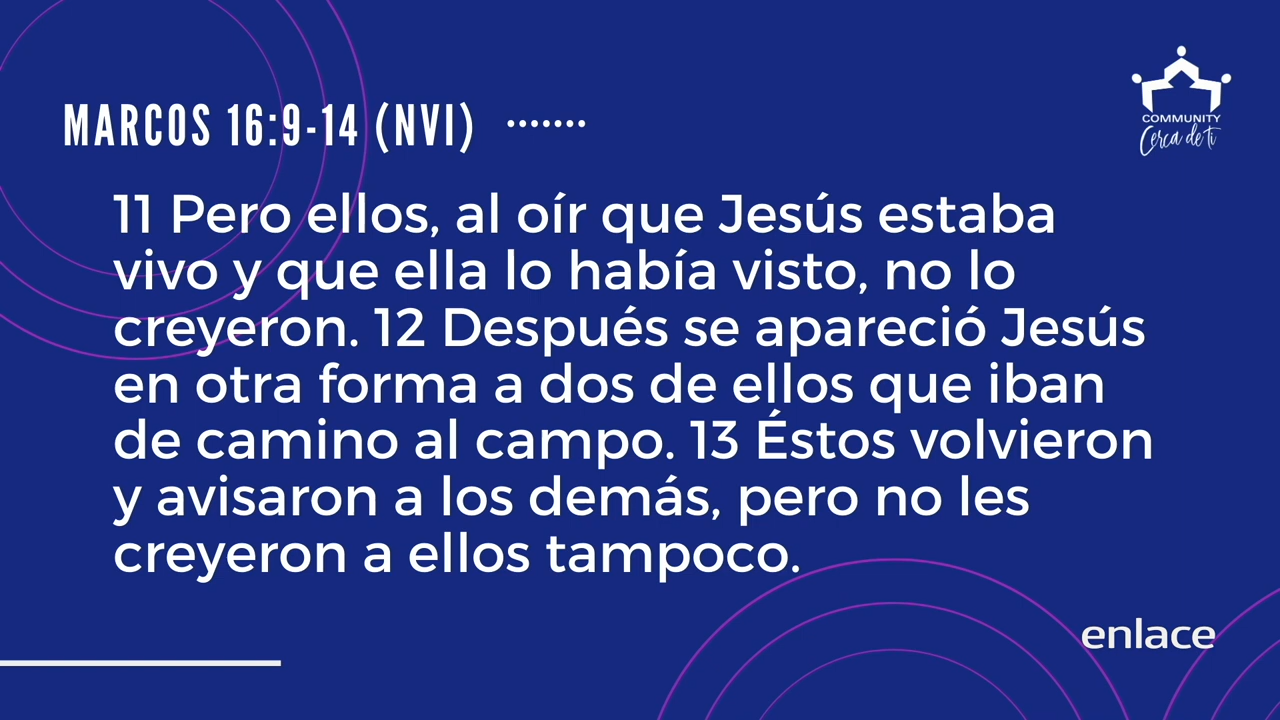 MARCOS 16:9-14 (NVI)
COMMUNITY
Cerca de ti
11 Pero ellos, al oír que Jesús estaba
vivo y que ella lo había visto, no lo
creyeron. 12 Después se apareció Jesús
en otra forma a dos de ellos que iban
de camino al campo. 13 Éstos volvieron
y avisaron a los demás, pero no les
creyeron a ellos tampoco.
enlace